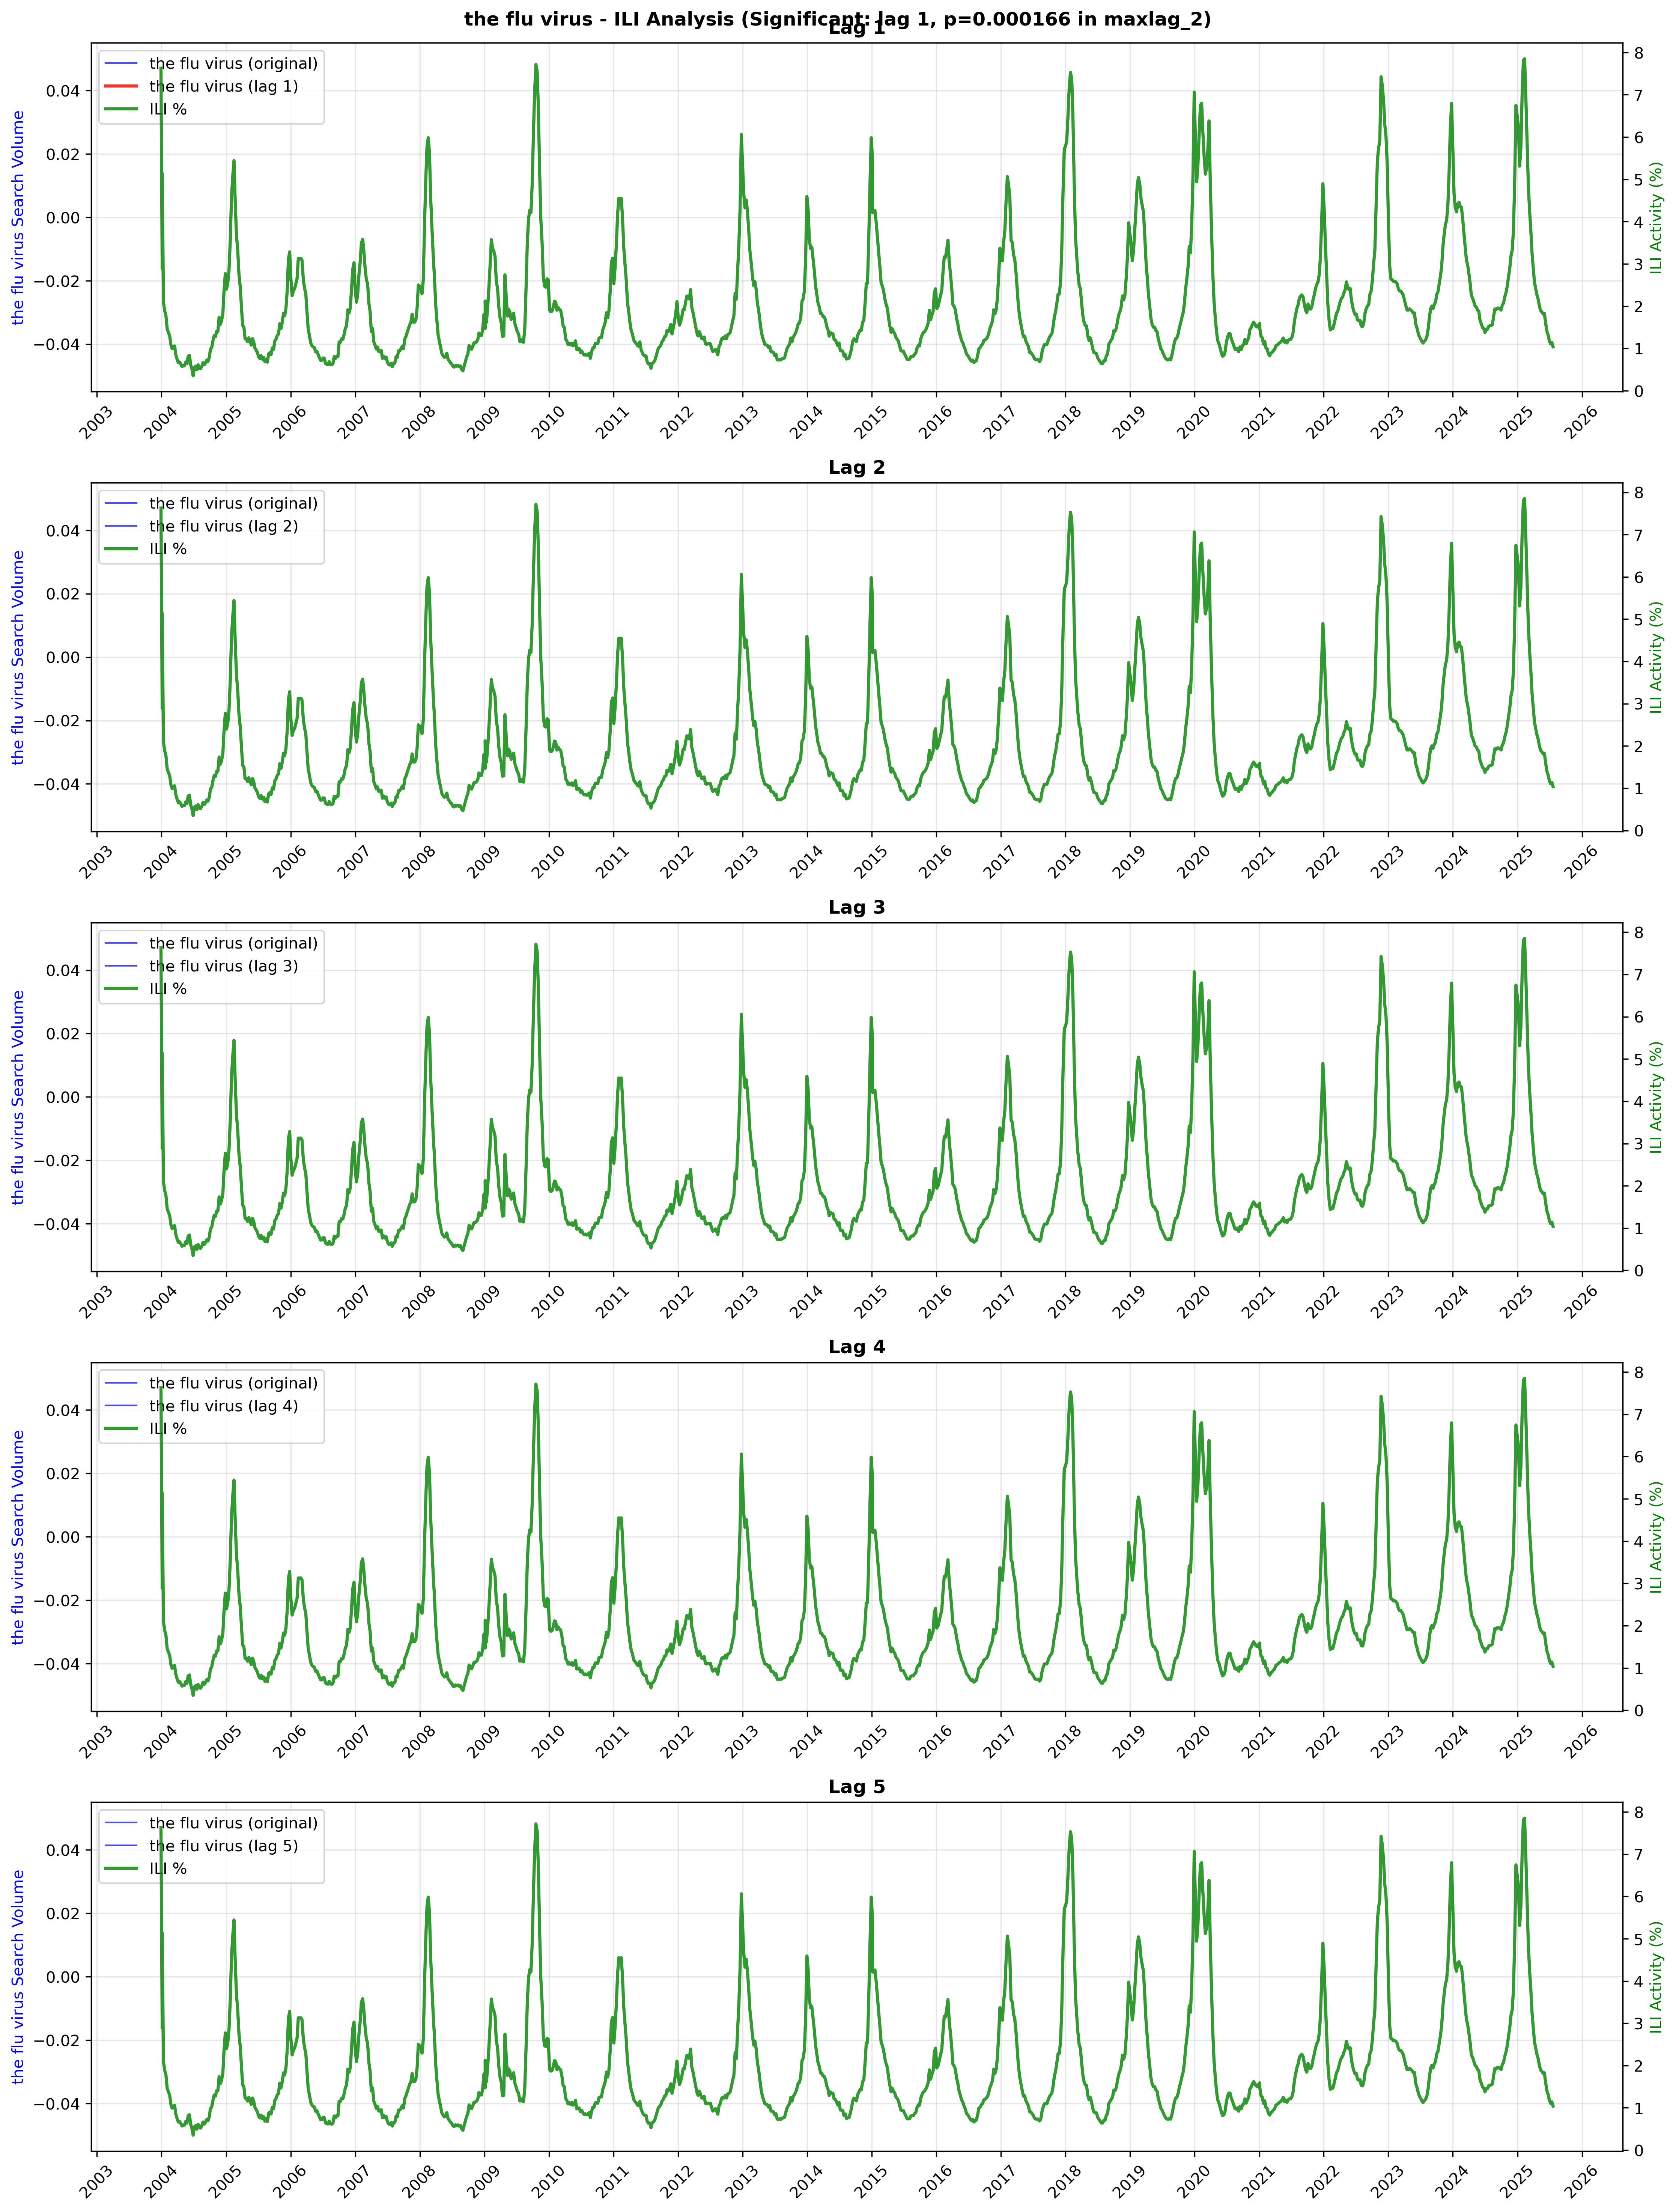 the flu virus - ILI Analysis (Significant: lag 1, p=0.000166 in maxlag_2)
Lag 1
the flu virus (original)
the flu virus (lag 1)
ILI %
the flu virus Search Volume
0.04
0.02
0.00
−0.02
−0.04
ILI Activity (%)
8
7
6
5
4
3
2
1
0
2003 2004 2005 2006 2007 2008 2009 2010 2011 2012 2013 2014 2015 2016 2017 2018 2019 2020 2021 2022 2023 2024 2025 2026
Lag 2
the flu virus (original)
the flu virus (lag 2)
ILI %
the flu virus Search Volume
0.04
0.02
0.00
−0.02
−0.04
ILI Activity (%)
8
7
6
5
4
3
2
1
0
2003 2004 2005 2006 2007 2008 2009 2010 2011 2012 2013 2014 2015 2016 2017 2018 2019 2020 2021 2022 2023 2024 2025 2026
Lag 3
the flu virus (original)
the flu virus (lag 3)
ILI %
the flu virus Search Volume
0.04
0.02
0.00
−0.02
−0.04
ILI Activity (%)
8
7
6
5
4
3
2
1
0
2003 2004 2005 2006 2007 2008 2009 2010 2011 2012 2013 2014 2015 2016 2017 2018 2019 2020 2021 2022 2023 2024 2025 2026
Lag 4
the flu virus (original)
the flu virus (lag 4)
ILI %
the flu virus Search Volume
0.04
0.02
0.00
−0.02
−0.04
ILI Activity (%)
8
7
6
5
4
3
2
1
0
2003 2004 2005 2006 2007 2008 2009 2010 2011 2012 2013 2014 2015 2016 2017 2018 2019 2020 2021 2022 2023 2024 2025 2026
Lag 5
the flu virus (original)
the flu virus (lag 5)
ILI %
the flu virus Search Volume
0.04
0.02
0.00
−0.02
−0.04
ILI Activity (%)
8
7
6
5
4
3
2
1
0
2003 2004 2005 2006 2007 2008 2009 2010 2011 2012 2013 2014 2015 2016 2017 2018 2019 2020 2021 2022 2023 2024 2025 2026